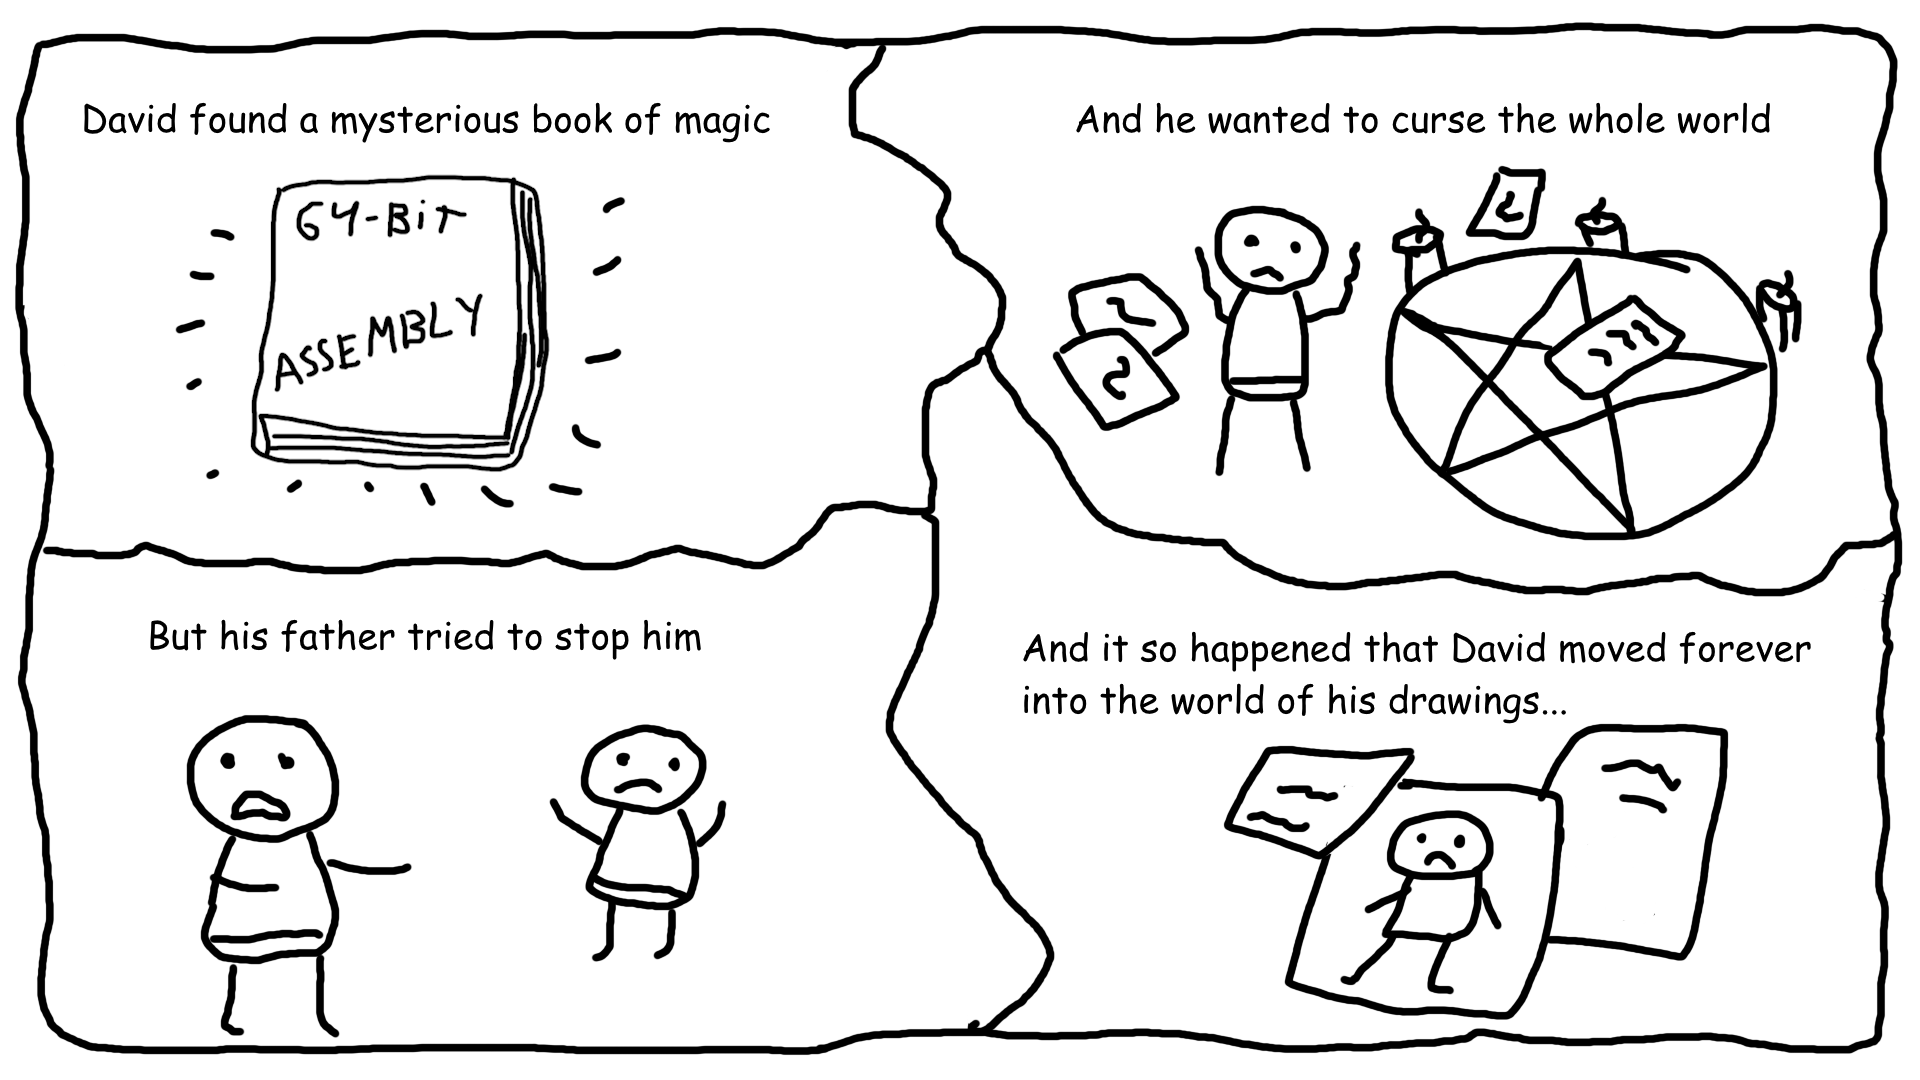 David found a mysterious book of magic
64-BiT
ASSEMBLY
And he wanted to curse the whole world
But his father tried to stop him
And it so happened that David moved forever
into the world of his drawings...